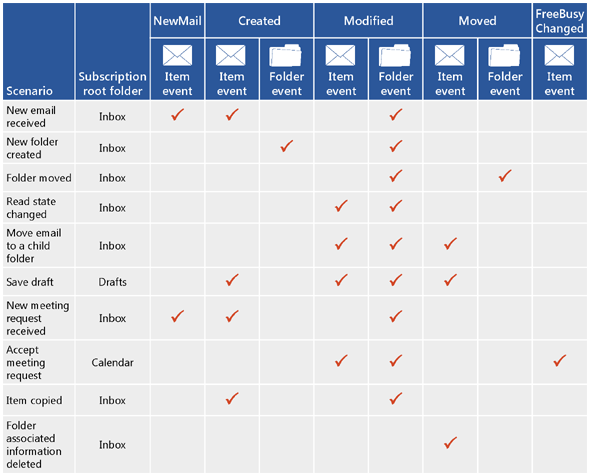 NewMail Created Modified Moved FreeBusy
Changed
Scenario Subscription
root folder Item
event Item
event Folder
event Item
event Folder
event Item
event Folder
event Item
event
New email
received Inbox ✓ ✓ ✓
New folder
created Inbox ✓ ✓
Folder moved Inbox ✓ ✓
Read state
changed Inbox ✓ ✓
Move email
to a child
folder Inbox ✓ ✓ ✓
Save draft Drafts ✓ ✓ ✓ ✓
New meeting
request
received Inbox ✓ ✓ ✓
Accept
meeting
request Calendar ✓ ✓ ✓
Item copied Inbox ✓ ✓
Folder
associated
information
deleted Inbox ✓